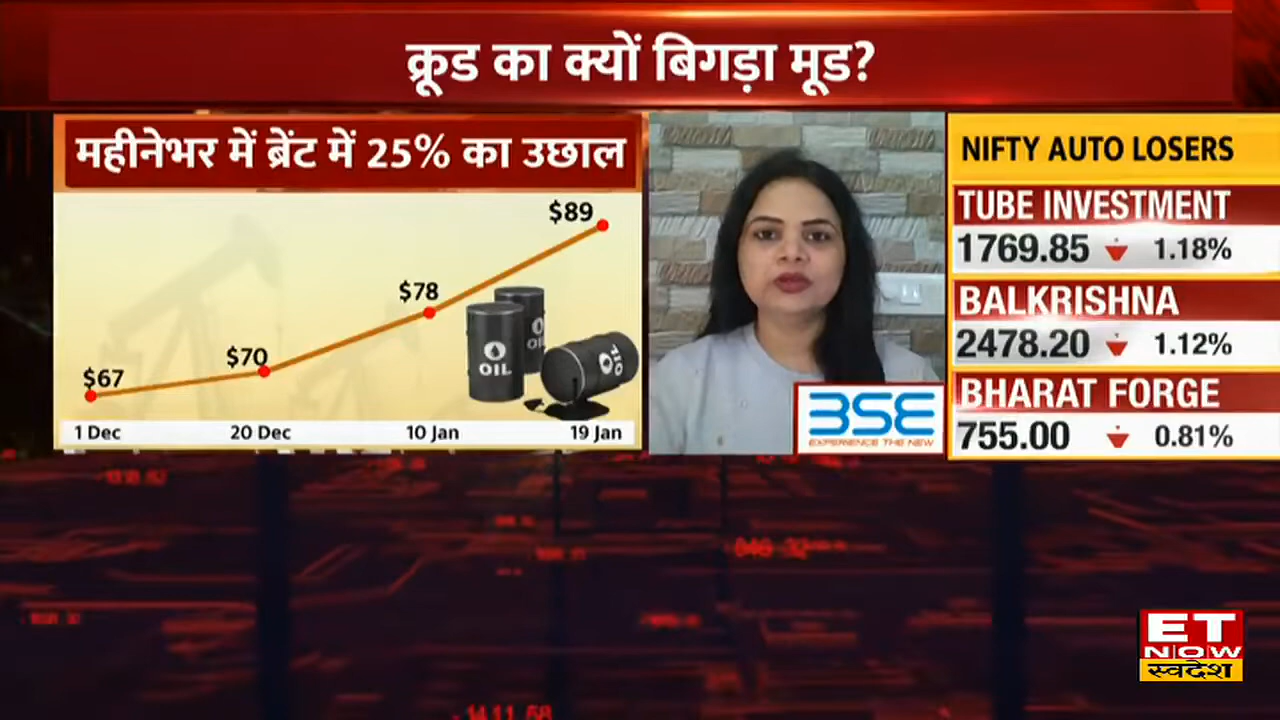 क्रूड का क्यों बिगड़ा मूड?
महीनेभर में ब्रेंट में 25% का उछाल
$89
$78
$70
$67
1 Dec
20 Dec
10 Jan
19 Jan
OIL
OIL
OIL
BSE
EXPERIENCE THE NEW
NIFTY AUTO LOSERS
TUBE INVESTMENT
1769.85 1.18%
BALKRISHNA
2478.20 1.12%
BHARAT FORGE
755.00 0.81%
ET
NOW
स्वदेश